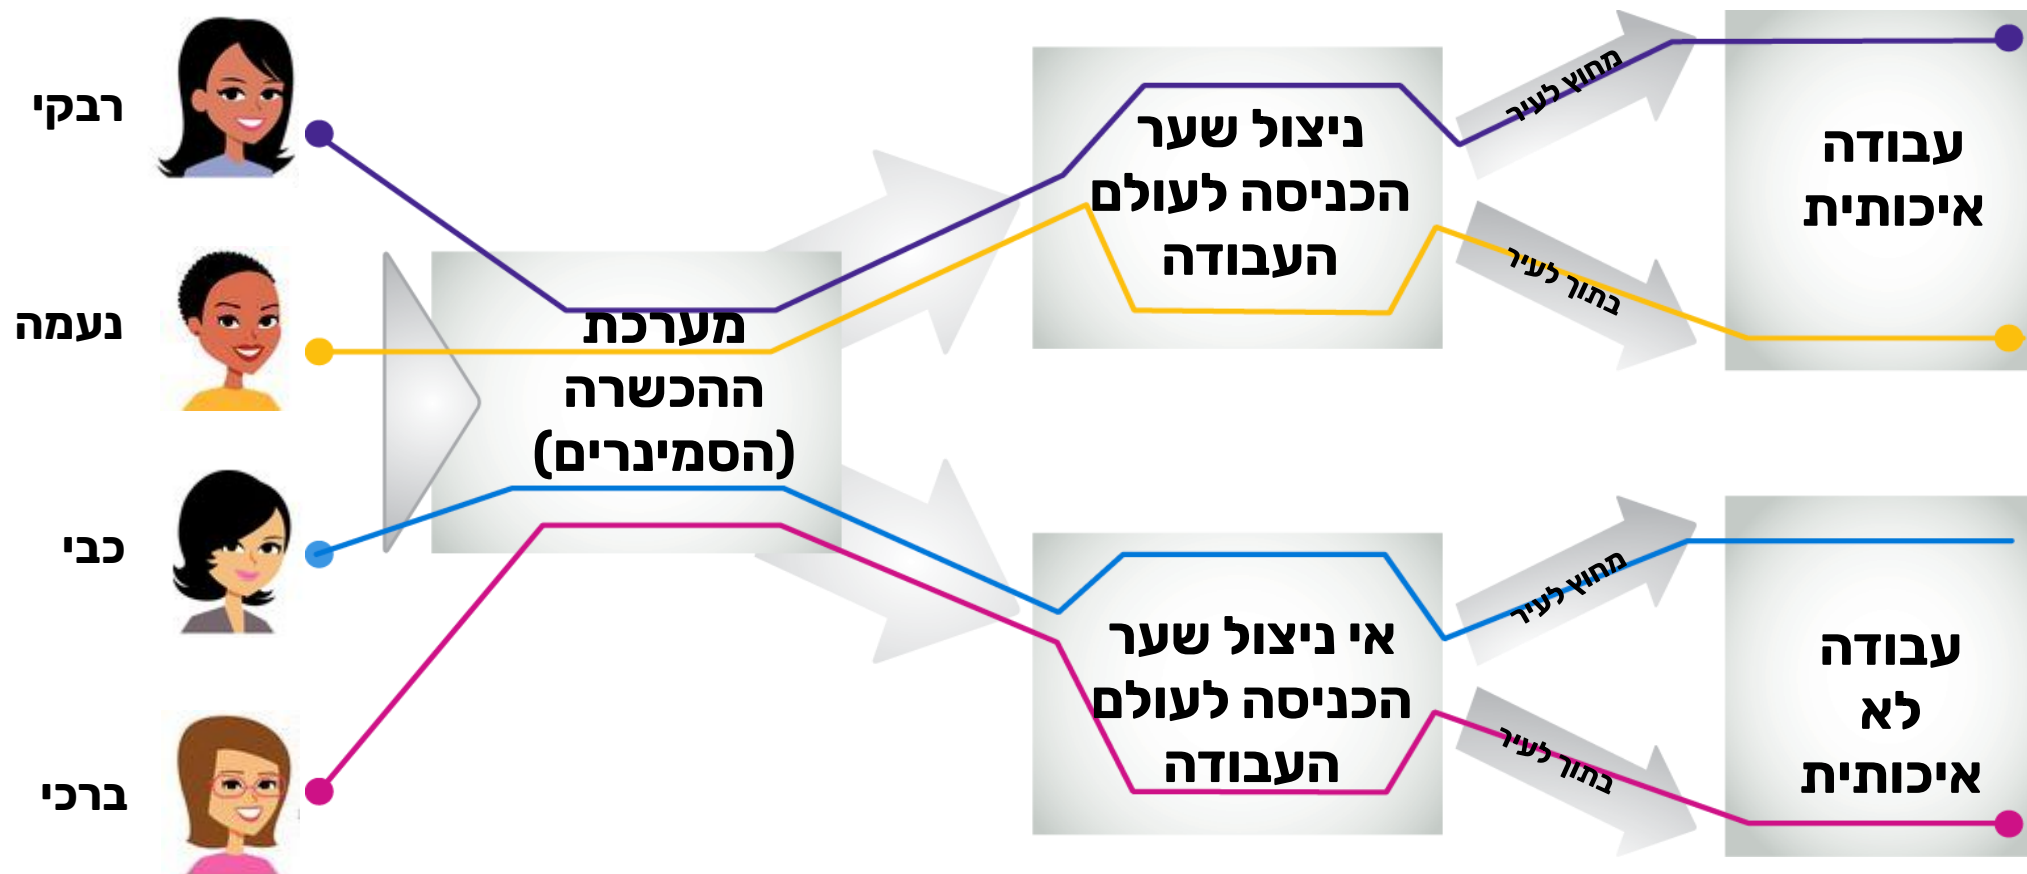 רבקי
נעמה
כבי
ברכי
מערכת
ההכשרה
(הסמינרים)
ניצול שער
הכניסה לעולם
העבודה
אי ניצול שער
הכניסה לעולם
העבודה
מחוץ לעיר
בתוך לעיר
מחוץ לעיר
בתוך לעיר
עבודה
איכותית
עבודה
לא
איכותית